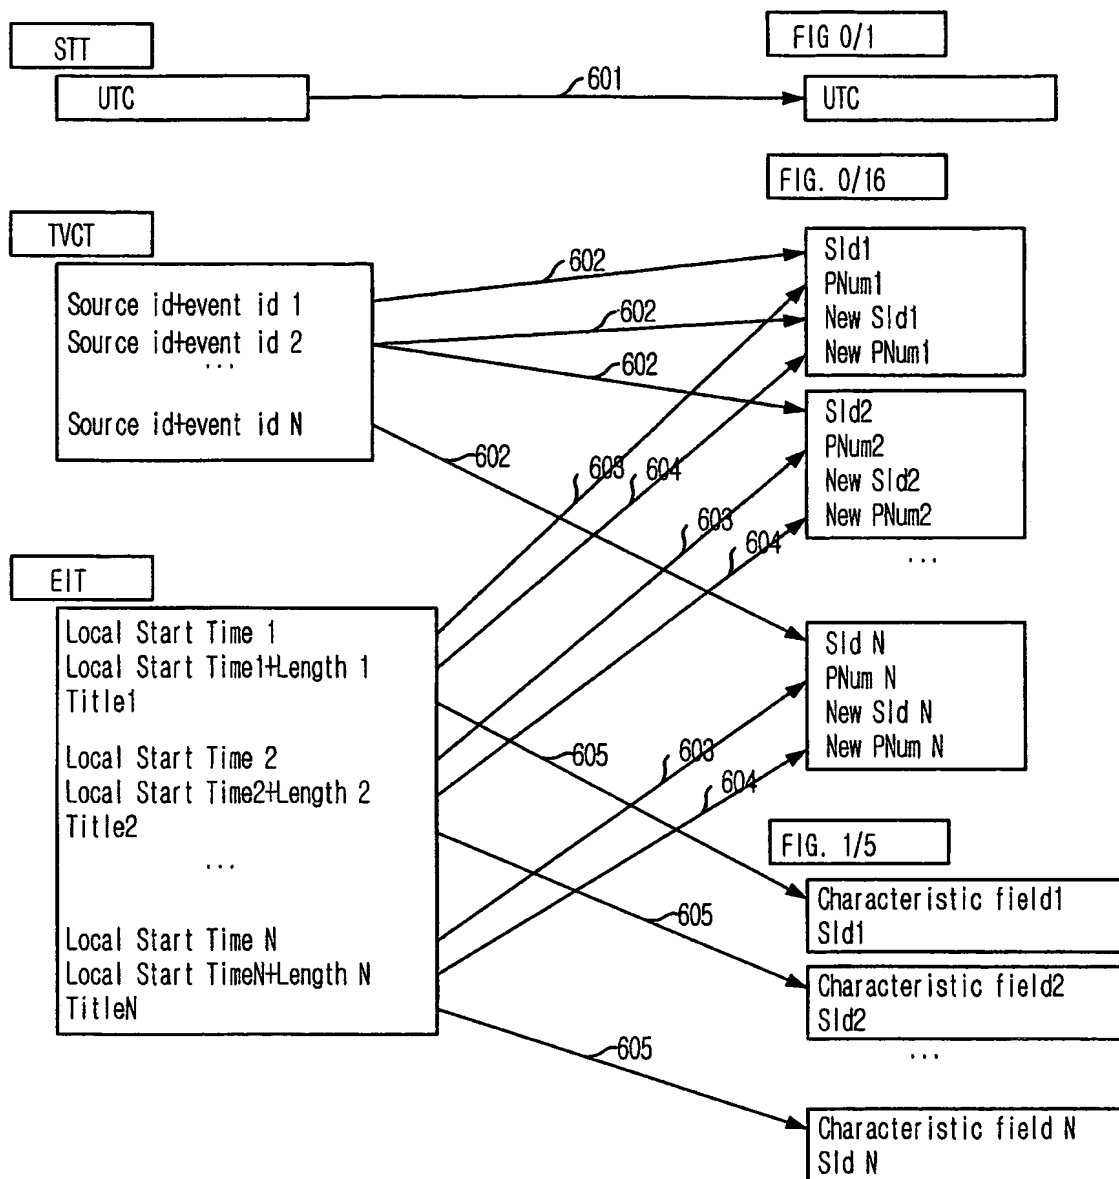 STT
FIG 0/1
UTC
601
UTC
FIG. 0/16
TVCT
Source id+event id 1
Source id+event id 2
...
Source id+event id N
602
602
602
602
SId1
PNum1
New SId1
New PNum1
SId2
PNum2
New SId2
New PNum2
...
603
604
603
604
EIT
Local Start Time 1
Local Start Time1+Length 1
Title1
Local Start Time 2
Local Start Time2+Length 2
Title2
...
Local Start Time N
Local Start TimeN+Length N
TitleN
SId N
PNum N
New SId N
New PNum N
603
604
605
605
605
FIG. 1/5
Characteristic field1
SId1
Characteristic field2
SId2
...
Characteristic field N
SId N